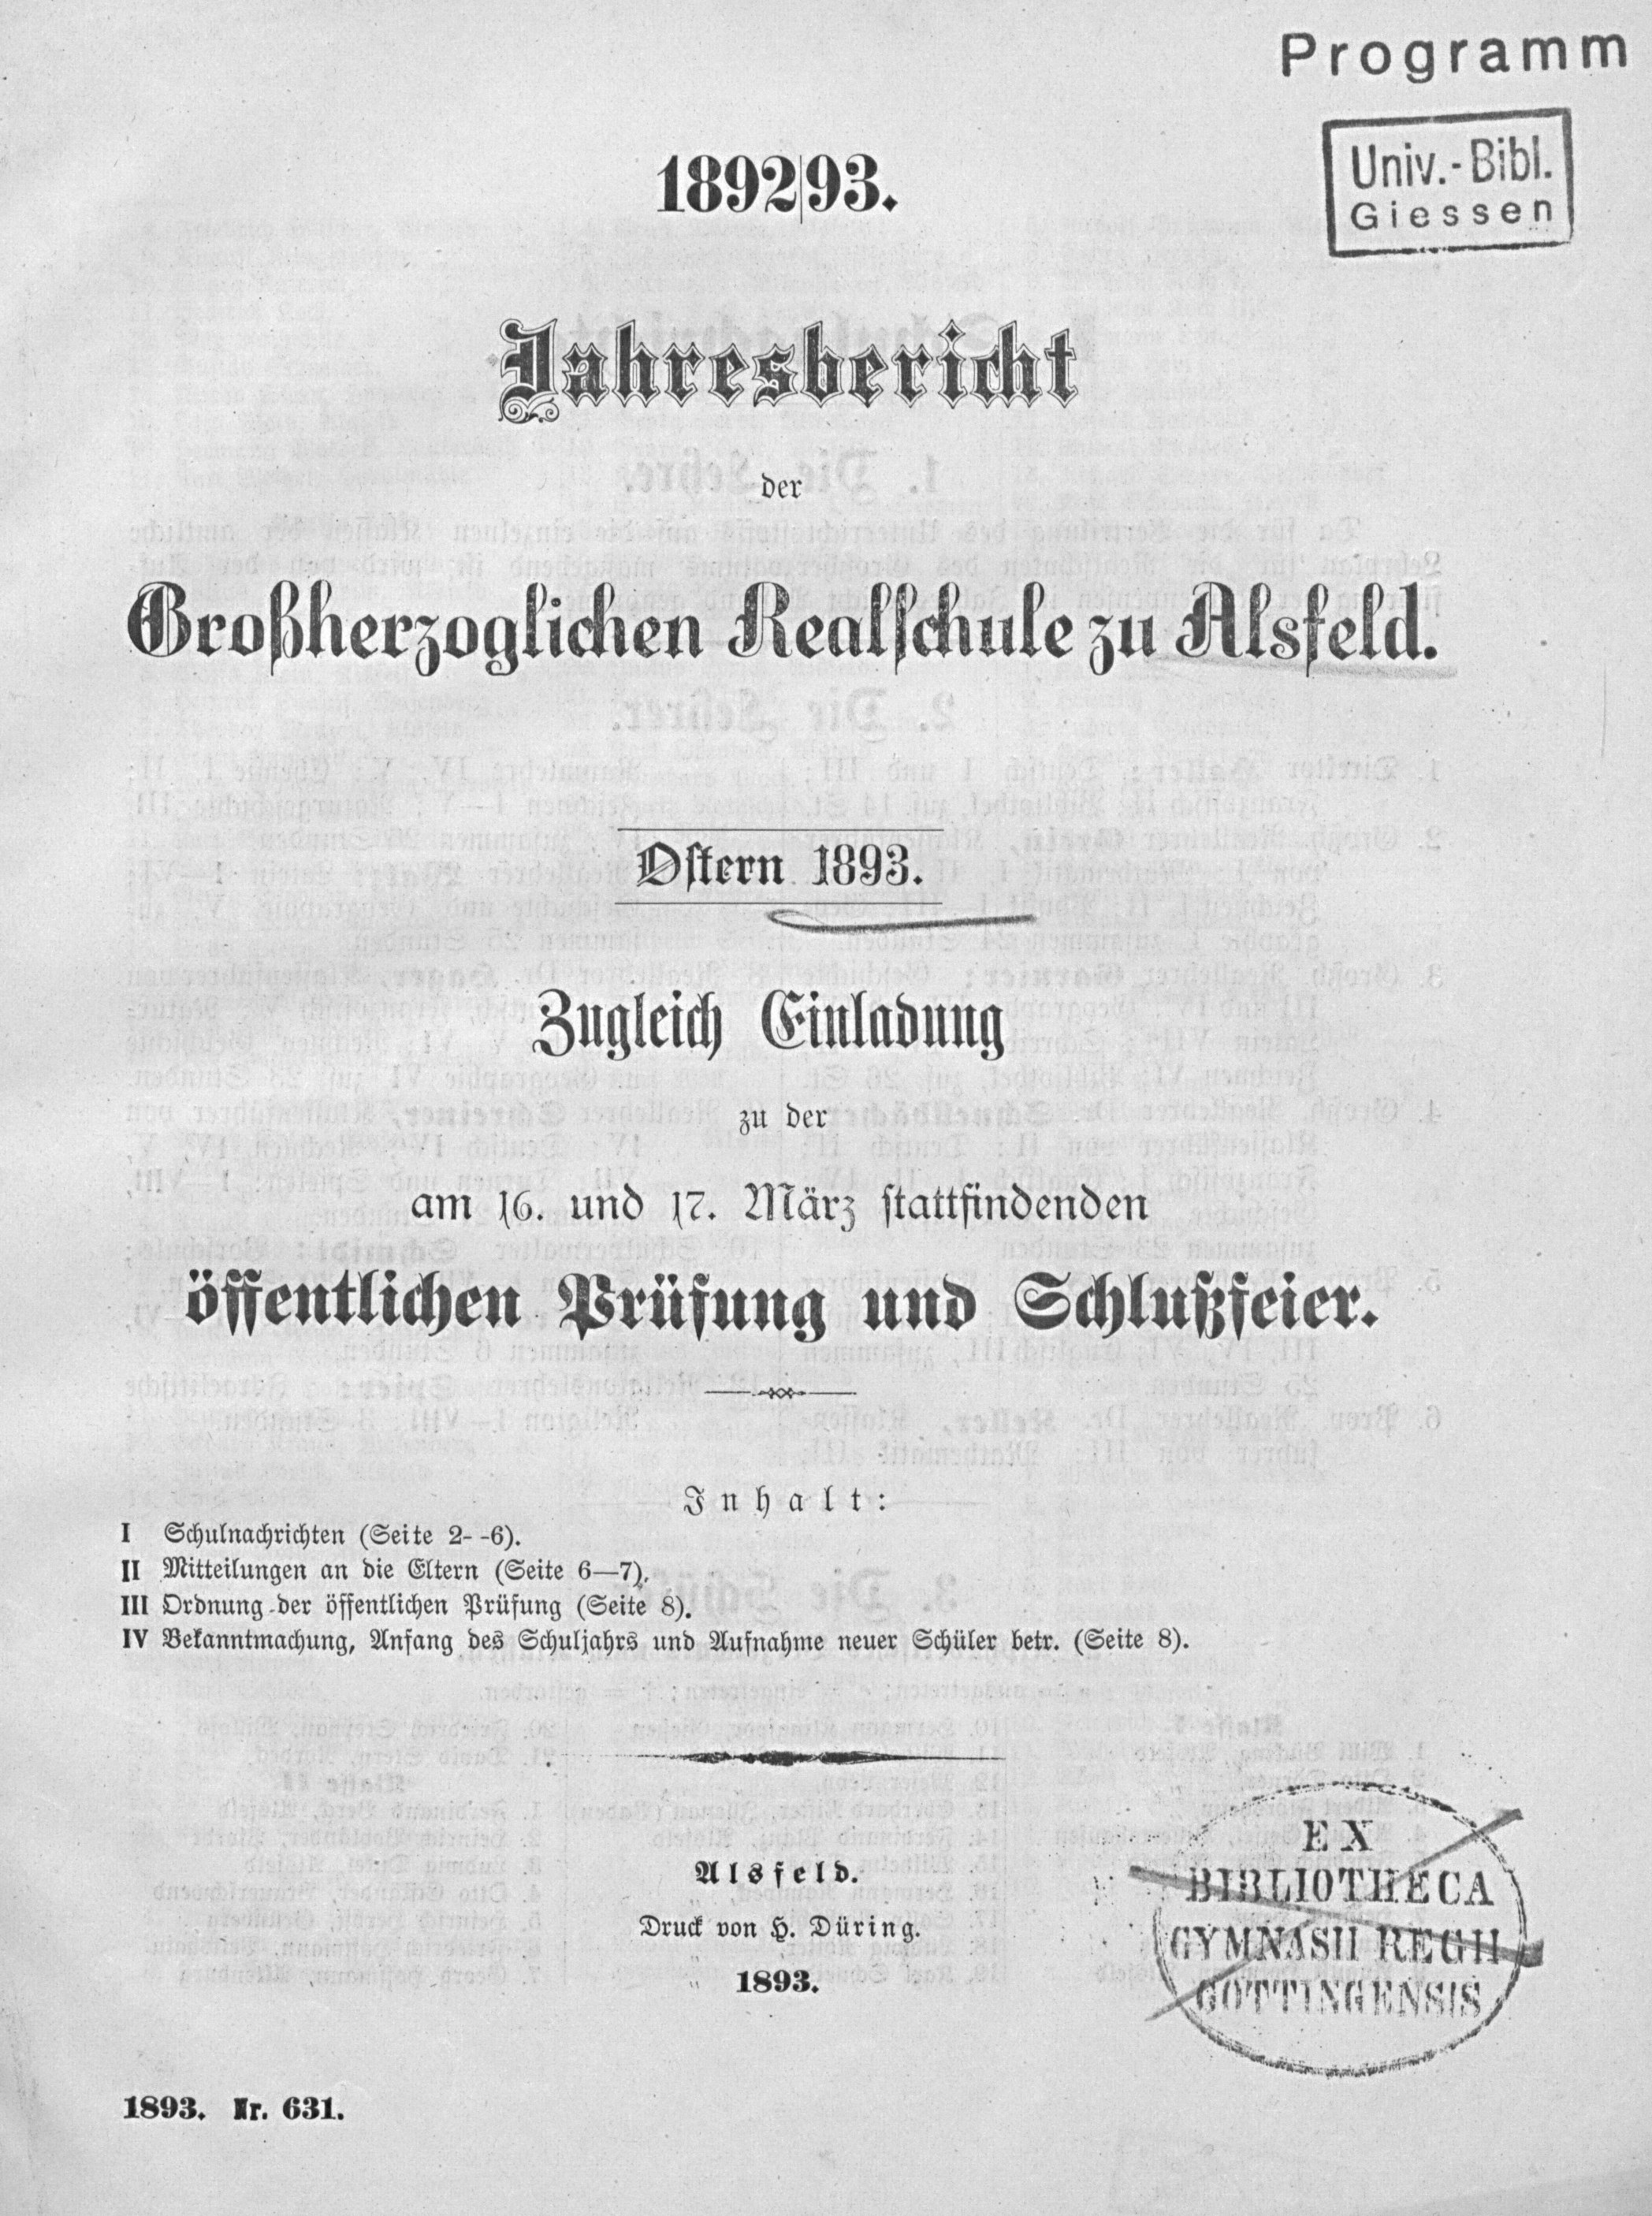 Programm
Univ.-Bibl.
Giessen
1892|93.
Jahresbericht
der
Großherzoglichen Realschule zu Alsfeld.
Ostern 1893.
Zugleich Einladung
zu der
am 16. und 17. März stattfindenden
öffentlichen Prüfung und Schlußfeier.
Inhalt:
I Schulnachrichten (Seite 2--6).
II Mitteilungen an die Eltern (Seite 6—7).
III Ordnung der öffentlichen Prüfung (Seite 8).
IV Bekanntmachung, Anfang des Schuljahrs und Aufnahme neuer Schüler betr. (Seite 8).
Alsfeld.
Druck von H. Düring.
1893.
EX
BIBLIOTHECA
GYMNASII REGII
GOTTINGENSIS
1893. Nr. 631.